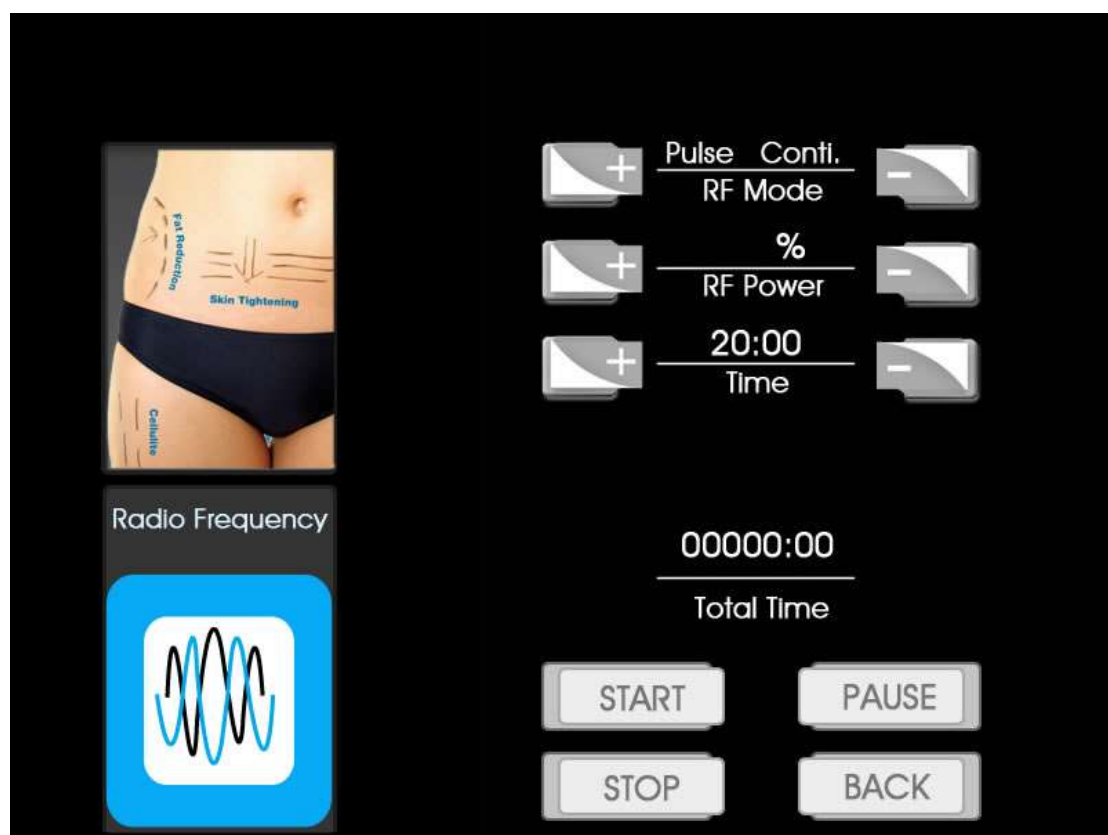 Fat Reduction
Skin Tightening
Cellulite
Radio Frequency
+ Pulse Conti. -
RF Mode
+ % -
RF Power
+ 20:00 -
Time
00000:00
Total Time
START PAUSE
STOP BACK